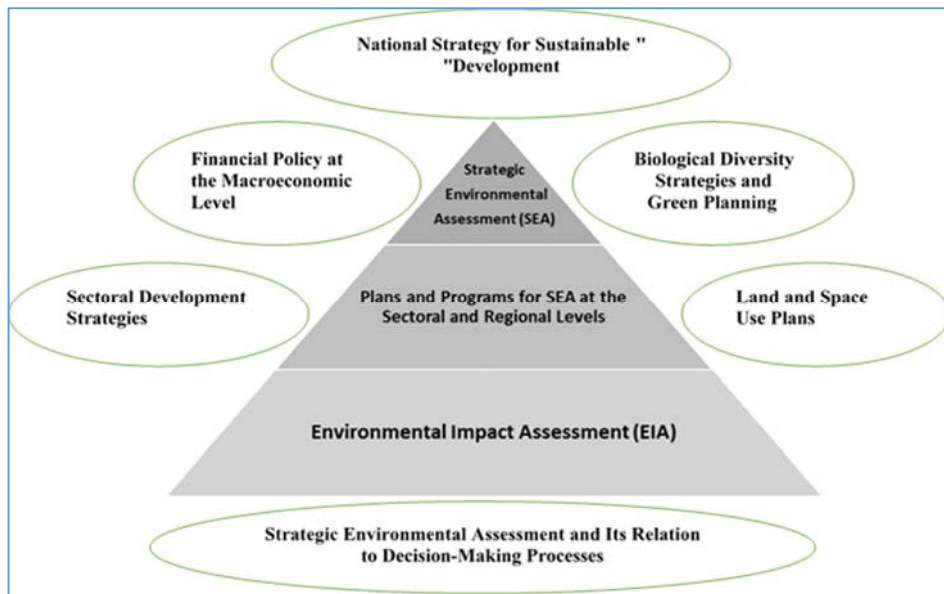 National Strategy for Sustainable "
"Development
Financial Policy at
the Macroeconomic
Level
Strategic
Environmental
Assessment (SEA)
Biological Diversity
Strategies and
Green Planning
Sectoral Development
Strategies
Plans and Programs for SEA at the
Sectoral and Regional Levels
Land and Space
Use Plans
Environmental Impact Assessment (EIA)
Strategic Environmental Assessment and Its Relation
to Decision-Making Processes